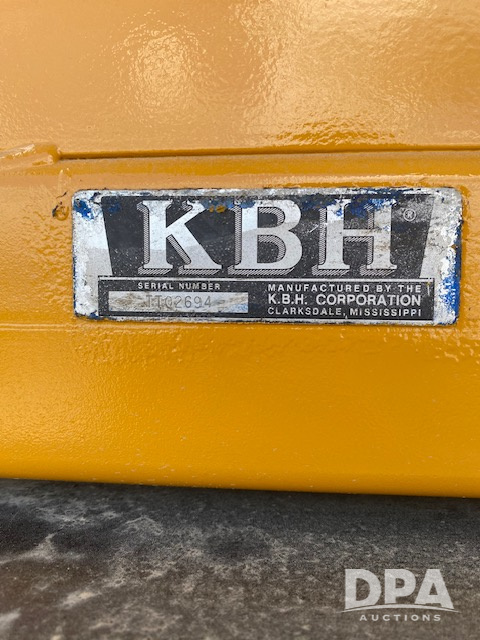 KBH®
SERIAL NUMBER
TT02694
MANUFACTURED BY THE
K.B.H. CORPORATION
CLARKSDALE, MISSISSIPPI
DPA
AUCTIONS